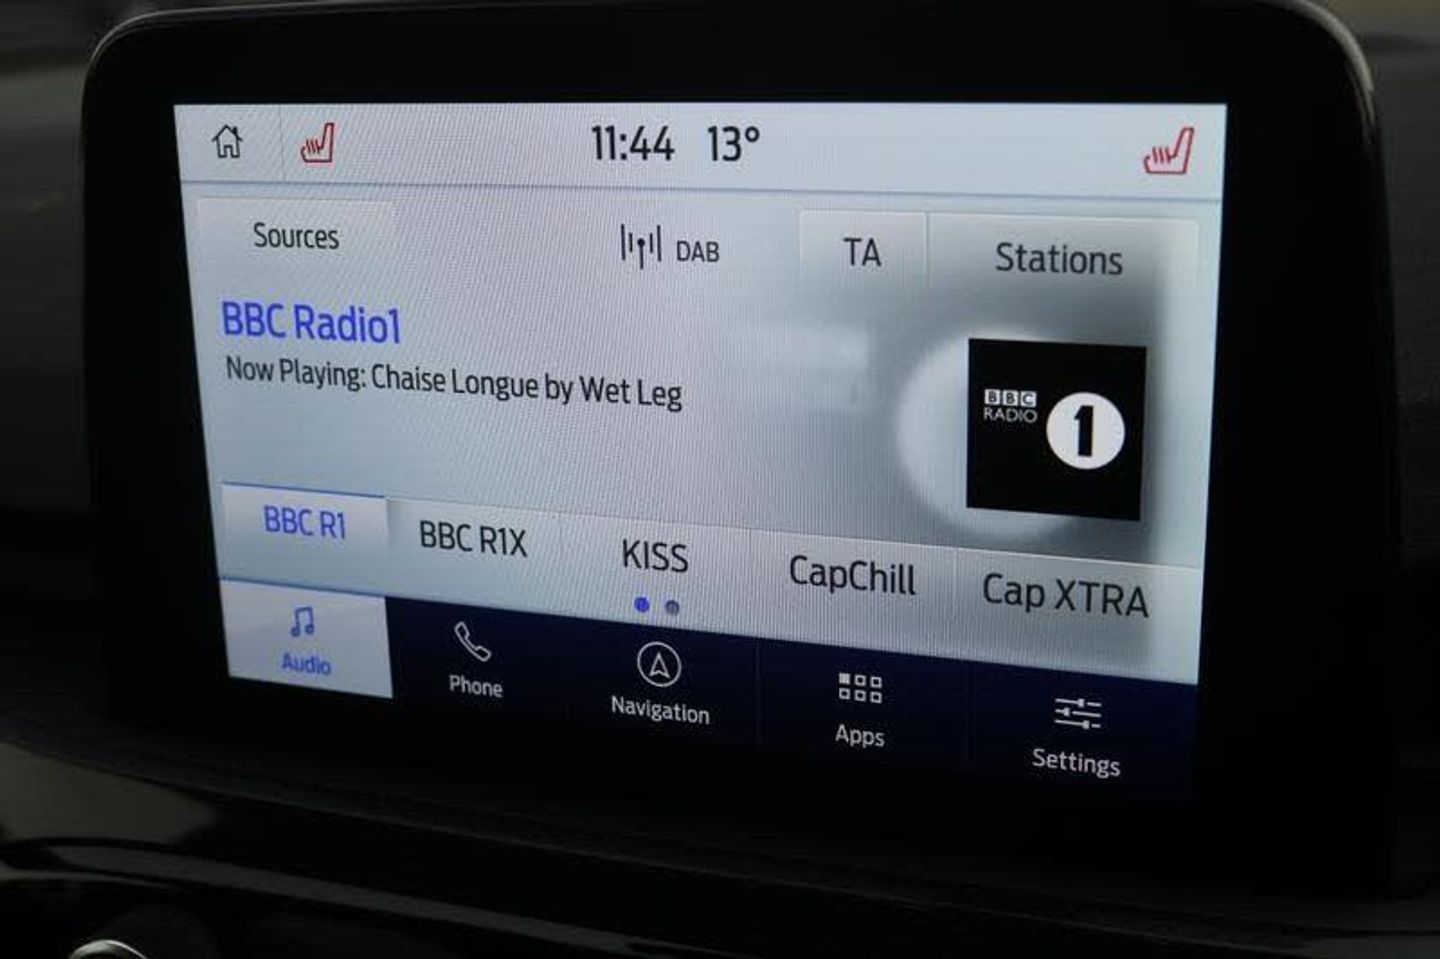 11:44 13°
Sources
DAB
TA
Stations
BBC Radio1
Now Playing: Chaise Longue by Wet Leg
BBC
RADIO
1
BBC R1
BBC R1X
KISS
CapChill
Cap XTRA
Audio
Phone
Navigation
Apps
Settings